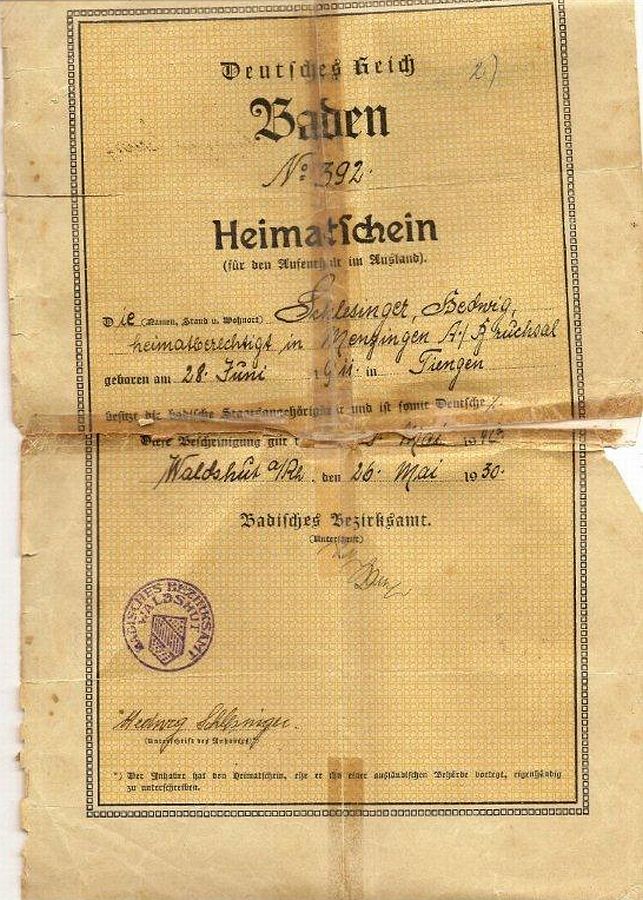 Deutsches Reich
2)
Baden
No. 392.
Heimatschein
(für den Aufenthalt im Ausland).
Die (Namen, Stand u. Wohnort) Schlesinger, Hedwig,
heimatberechtigt in Menzingen A/Bruchsal
geboren am 28. Juni 1911 in Tiengen
besitzt die badische Staatsangehörigkeit und ist somit Deutsche
Diese Bescheinigung gilt Mai 19
Waldshut a/Rh., den 26. Mai 1930.
Badisches Bezirksamt.
(Unterschrift)
BADISCHES BEZIRKSAMT
WALDSHUT
*Hedwig Schlesinger.
(Unterschrift des Inhabers)
*) Der Inhaber hat den Heimatschein, ehe er ihn einer ausländischen Behörde vorlegt, eigenhändig
zu unterschreiben.